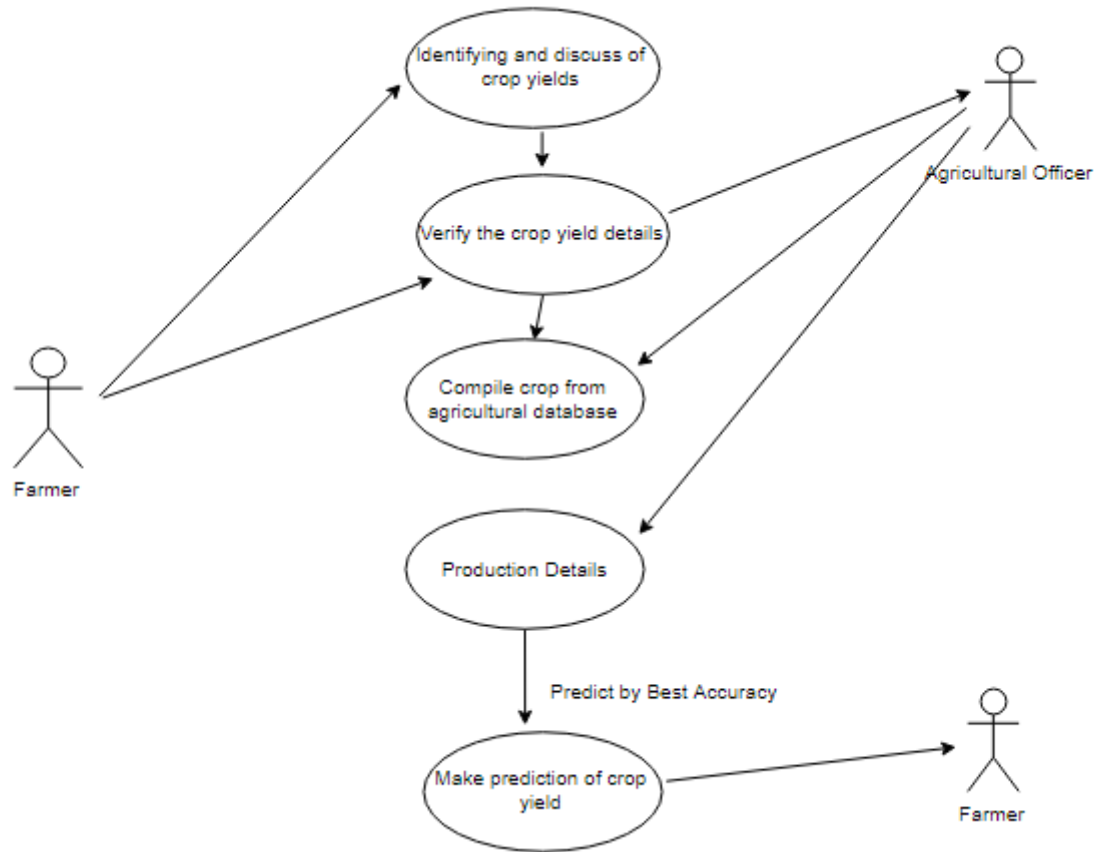 Identifying and discuss of
crop yields
Agricultural Officer
Verify the crop yield details
Compile crop from
agricultural database
Farmer
Production Details
Predict by Best Accuracy
Make prediction of crop
yield
Farmer